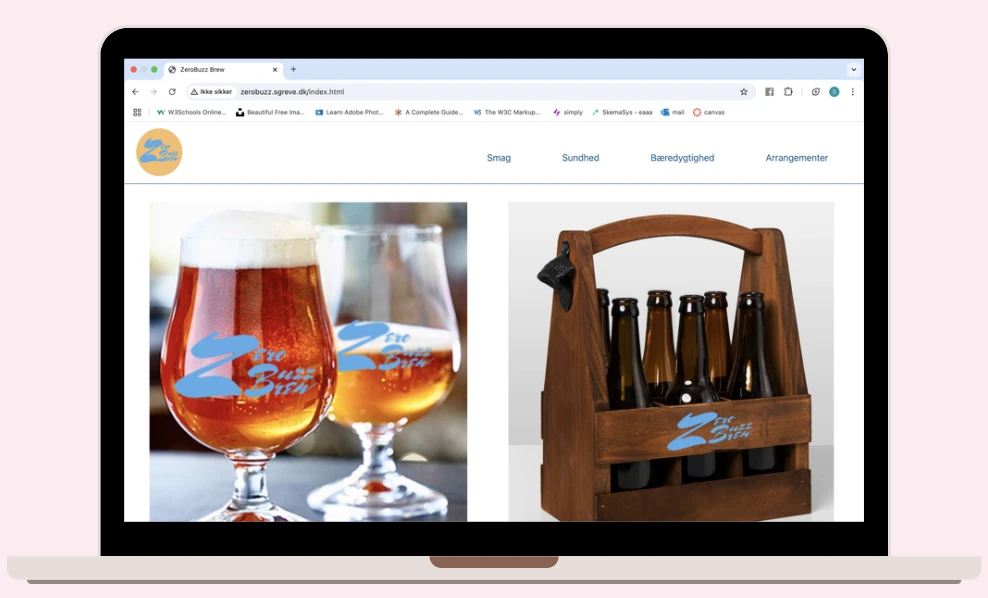 ZeroBuzz Brew
Ikke sikker
zerobuzz.sgreve.dk/index.html
W3Schools Online...
Beautiful Free Ima...
Learn Adobe Phot...
A Complete Guide...
The W3C Markup...
simply
SkemaSys - eaaa
mail
canvas
Zero Buzz Brew
Smag
Sundhed
Bæredygtighed
Arrangementer
Zero
Buzz
Brew
Zero
Buzz
Brew
Zero
Buzz
Brew